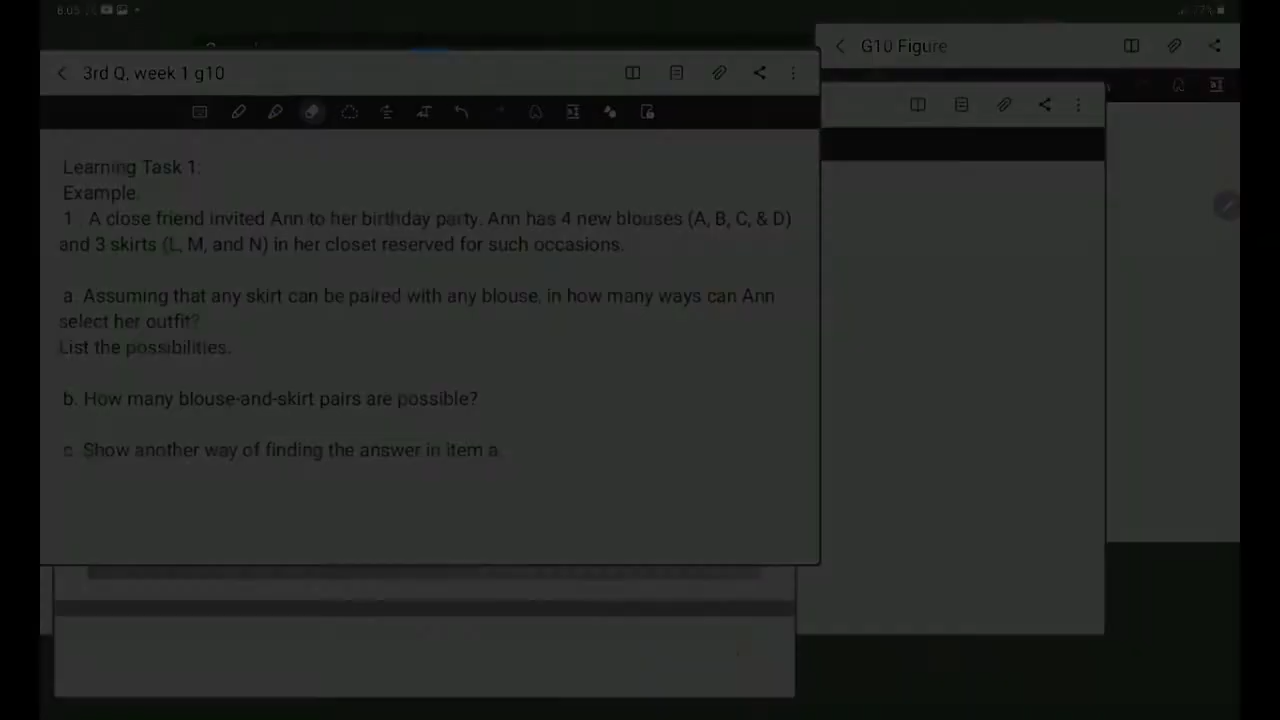 8:05
77%
G10 Figure
3rd Q, week 1 g10
Learning Task 1:
Example.
1. A close friend invited Ann to her birthday party. Ann has 4 new blouses (A, B, C, & D)
and 3 skirts (L, M, and N) in her closet reserved for such occasions.
a. Assuming that any skirt can be paired with any blouse, in how many ways can Ann
select her outfit?
List the possibilities.
b. How many blouse-and-skirt pairs are possible?
c. Show another way of finding the answer in item a.